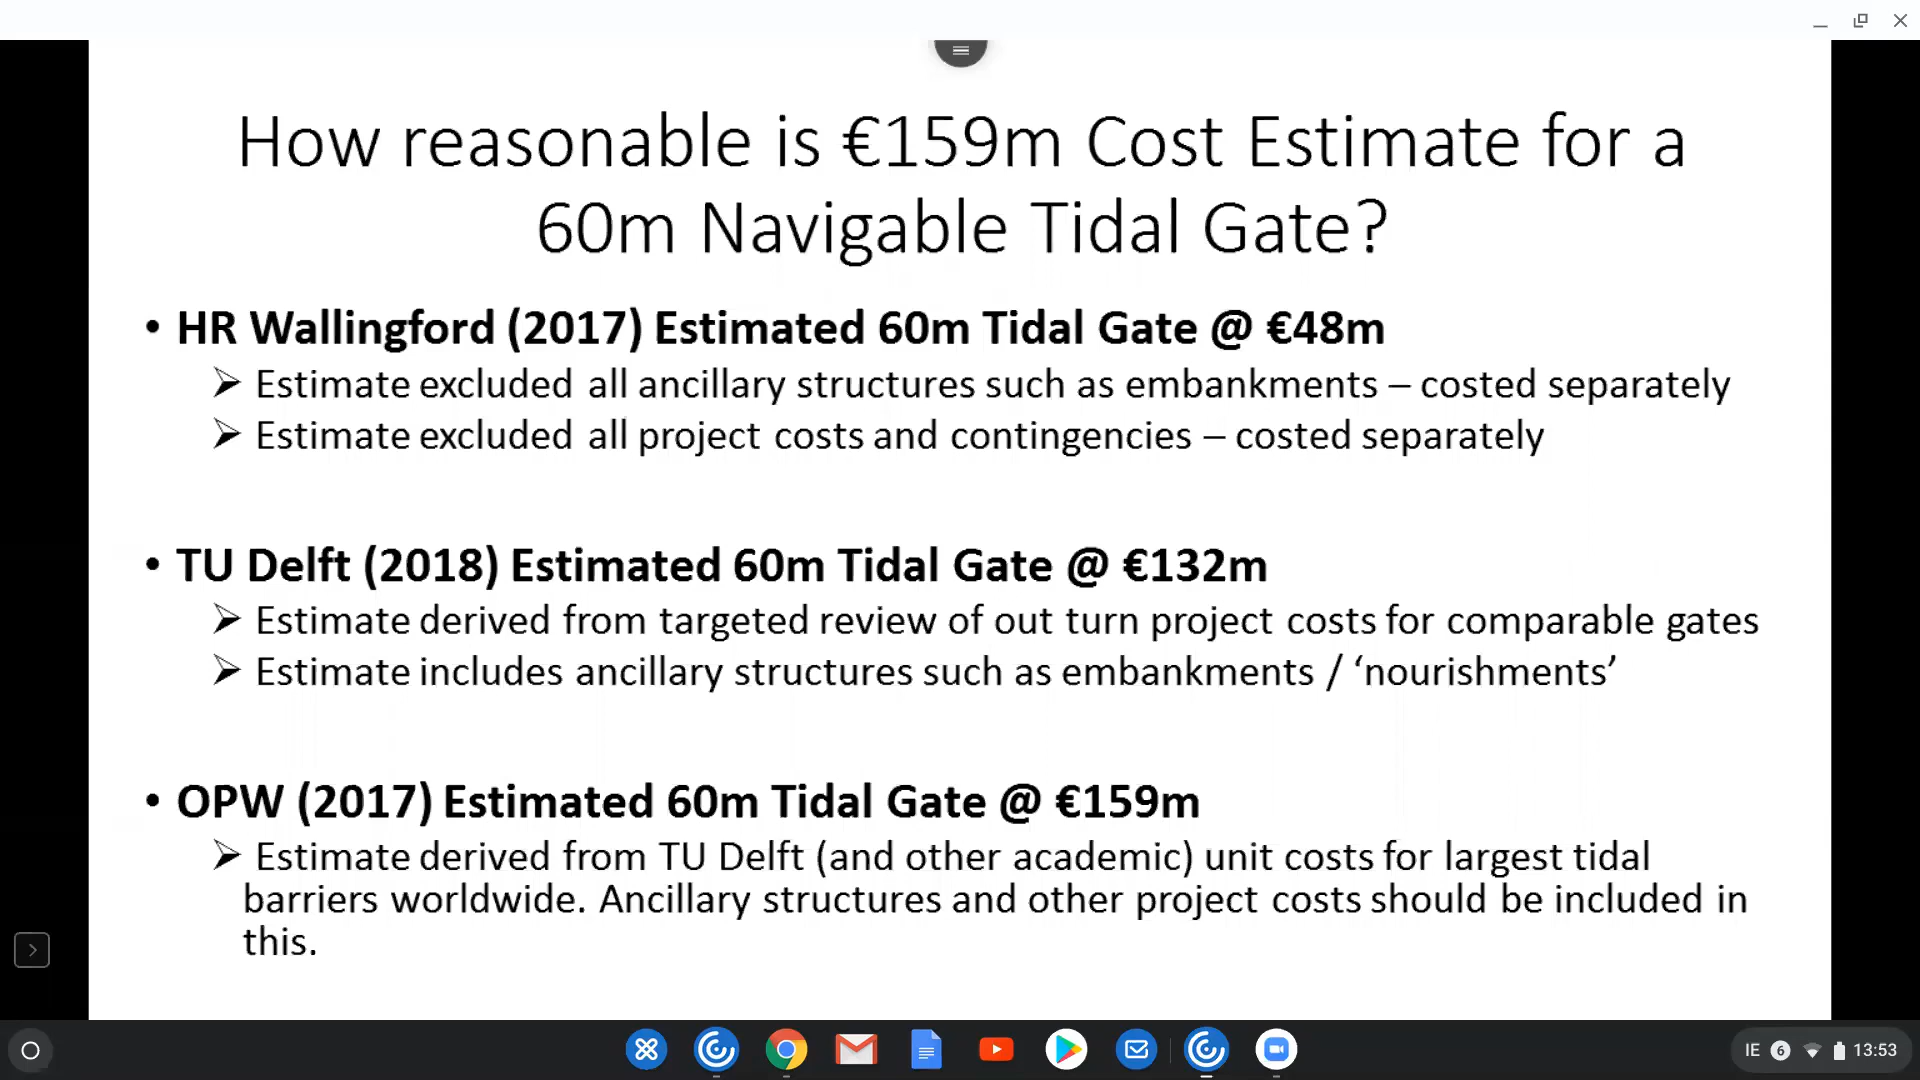 How reasonable is €159m Cost Estimate for a
60m Navigable Tidal Gate?
• HR Wallingford (2017) Estimated 60m Tidal Gate @ €48m
➢ Estimate excluded all ancillary structures such as embankments – costed separately
➢ Estimate excluded all project costs and contingencies – costed separately
• TU Delft (2018) Estimated 60m Tidal Gate @ €132m
➢ Estimate derived from targeted review of out turn project costs for comparable gates
➢ Estimate includes ancillary structures such as embankments / ‘nourishments’
• OPW (2017) Estimated 60m Tidal Gate @ €159m
➢ Estimate derived from TU Delft (and other academic) unit costs for largest tidal
barriers worldwide. Ancillary structures and other project costs should be included in
this.
IE 6 13:53